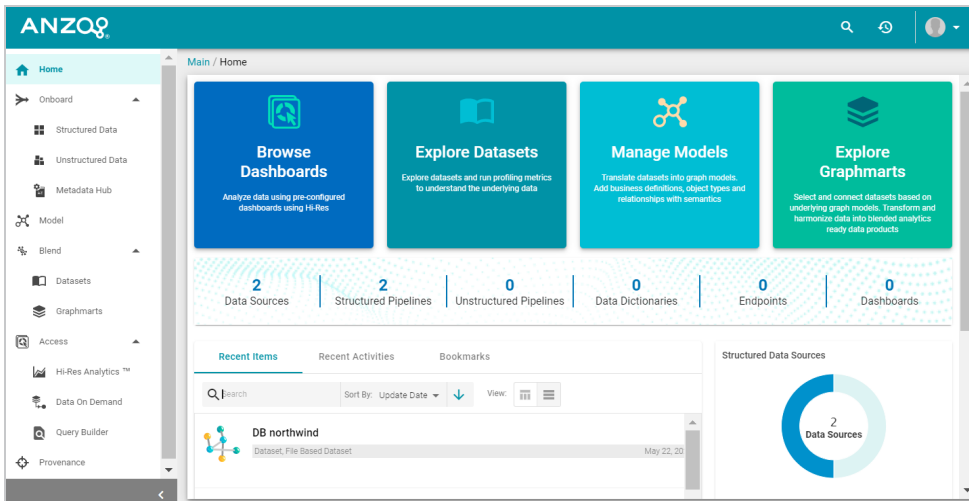 ANZO®
Home
Onboard
Structured Data
Unstructured Data
Metadata Hub
Model
Blend
Datasets
Graphmarts
Access
Hi-Res Analytics ™
Data On Demand
Query Builder
Provenance
Main / Home
Browse
Dashboards
Analyze data using pre-configured
dashboards using Hi-Res
Explore Datasets
Explore datasets and run profiling metrics
to understand the underlying data
Manage Models
Translate datasets into graph models.
Add business definitions, object types and
relationships with semantics
Explore
Graphmarts
Select and connect datasets based on
underlying graph models. Transform and
harmonize data into blended analytics
ready data products
2
Data Sources
2
Structured Pipelines
0
Unstructured Pipelines
0
Data Dictionaries
0
Endpoints
0
Dashboards
Recent Items Recent Activities Bookmarks
Search Sort By: Update Date View:
DB northwind
Dataset, File Based Dataset May 22, 20
Structured Data Sources
2
Data Sources